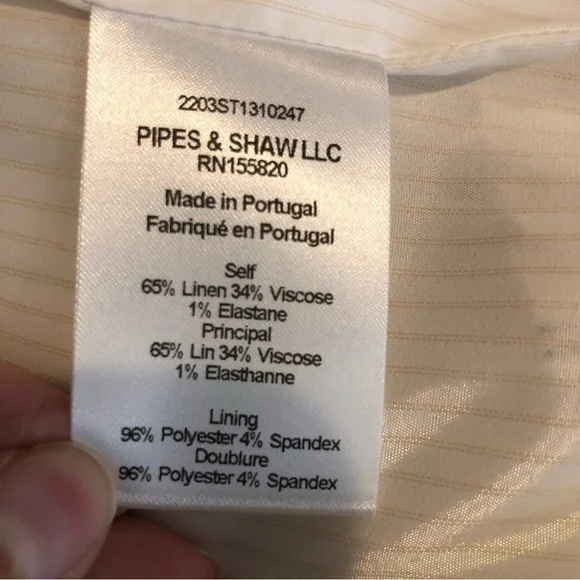 2203ST1310247
PIPES & SHAW LLC
RN155820
Made in Portugal
Fabriqué en Portugal
Self
65% Linen 34% Viscose
1% Elastane
Principal
65% Lin 34% Viscose
1% Elasthanne
Lining
96% Polyester 4% Spandex
Doublure
96% Polyester 4% Spandex